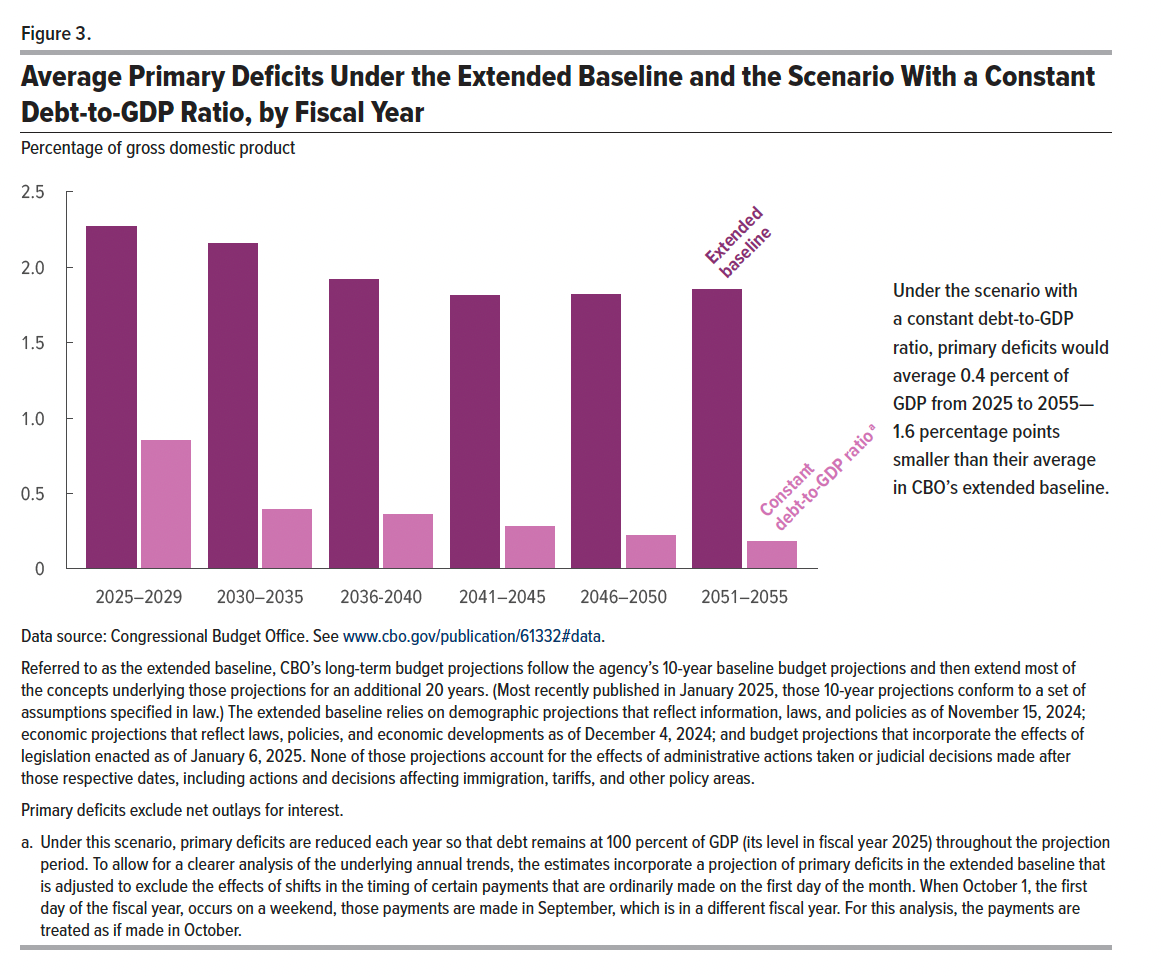 Figure 3.
Average Primary Deficits Under the Extended Baseline and the Scenario With a Constant
Debt-to-GDP Ratio, by Fiscal Year
Percentage of gross domestic product
2.5
2.0
1.5
1.0
0.5
0
Extended
baseline
Constant
debt-to-GDP ratioᵃ
2025–2029
2030–2035
2036-2040
2041–2045
2046–2050
2051–2055
Under the scenario with
a constant debt-to-GDP
ratio, primary deficits would
average 0.4 percent of
GDP from 2025 to 2055—
1.6 percentage points
smaller than their average
in CBO’s extended baseline.
Data source: Congressional Budget Office. See www.cbo.gov/publication/61332#data.
Referred to as the extended baseline, CBO’s long-term budget projections follow the agency’s 10-year baseline budget projections and then extend most of
the concepts underlying those projections for an additional 20 years. (Most recently published in January 2025, those 10-year projections conform to a set of
assumptions specified in law.) The extended baseline relies on demographic projections that reflect information, laws, and policies as of November 15, 2024;
economic projections that reflect laws, policies, and economic developments as of December 4, 2024; and budget projections that incorporate the effects of
legislation enacted as of January 6, 2025. None of those projections account for the effects of administrative actions taken or judicial decisions made after
those respective dates, including actions and decisions affecting immigration, tariffs, and other policy areas.
Primary deficits exclude net outlays for interest.
a. Under this scenario, primary deficits are reduced each year so that debt remains at 100 percent of GDP (its level in fiscal year 2025) throughout the projection
period. To allow for a clearer analysis of the underlying annual trends, the estimates incorporate a projection of primary deficits in the extended baseline that
is adjusted to exclude the effects of shifts in the timing of certain payments that are ordinarily made on the first day of the month. When October 1, the first
day of the fiscal year, occurs on a weekend, those payments are made in September, which is in a different fiscal year. For this analysis, the payments are
treated as if made in October.